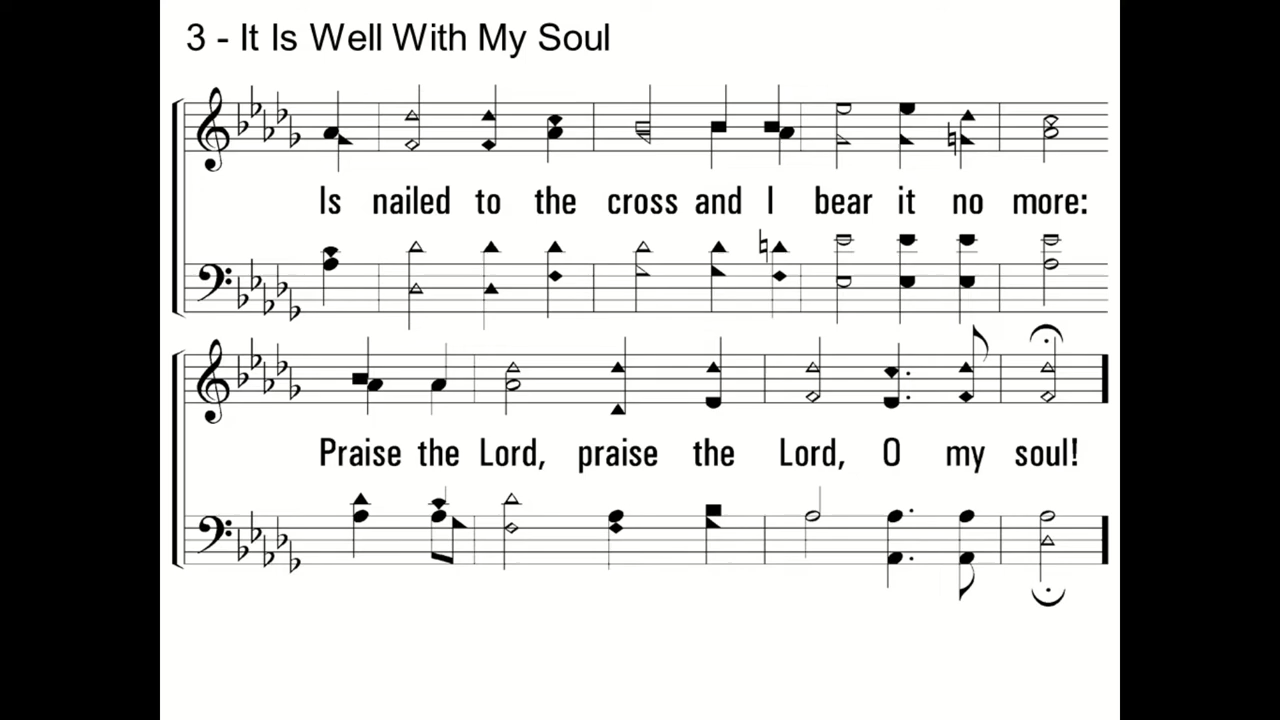 3 - It Is Well With My Soul
Is nailed to the cross and I bear it no more:
Praise the Lord, praise the Lord, O my soul!